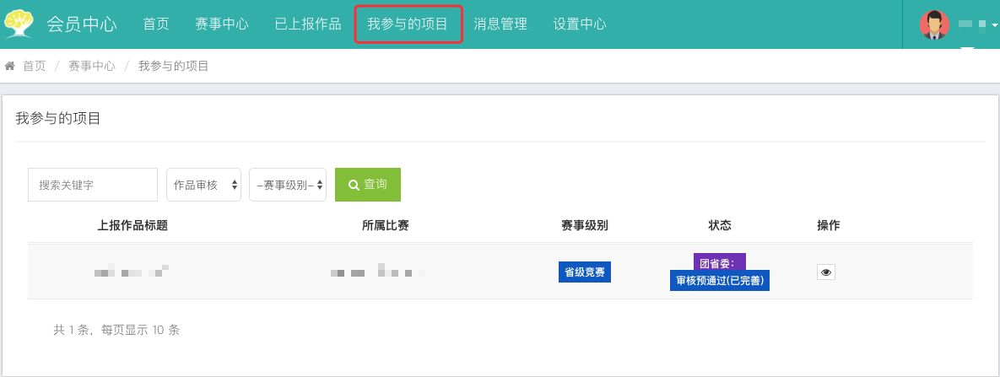 会员中心 首页 赛事中心 已上报作品 我参与的项目 消息管理 设置中心
首页 / 赛事中心 / 我参与的项目
我参与的项目
搜索关键字 作品审核 -赛事级别- 查询
上报作品标题 所属比赛 赛事级别 状态 操作
省级竞赛 团省委：
审核预通过(已完善)
共 1 条，每页显示 10 条